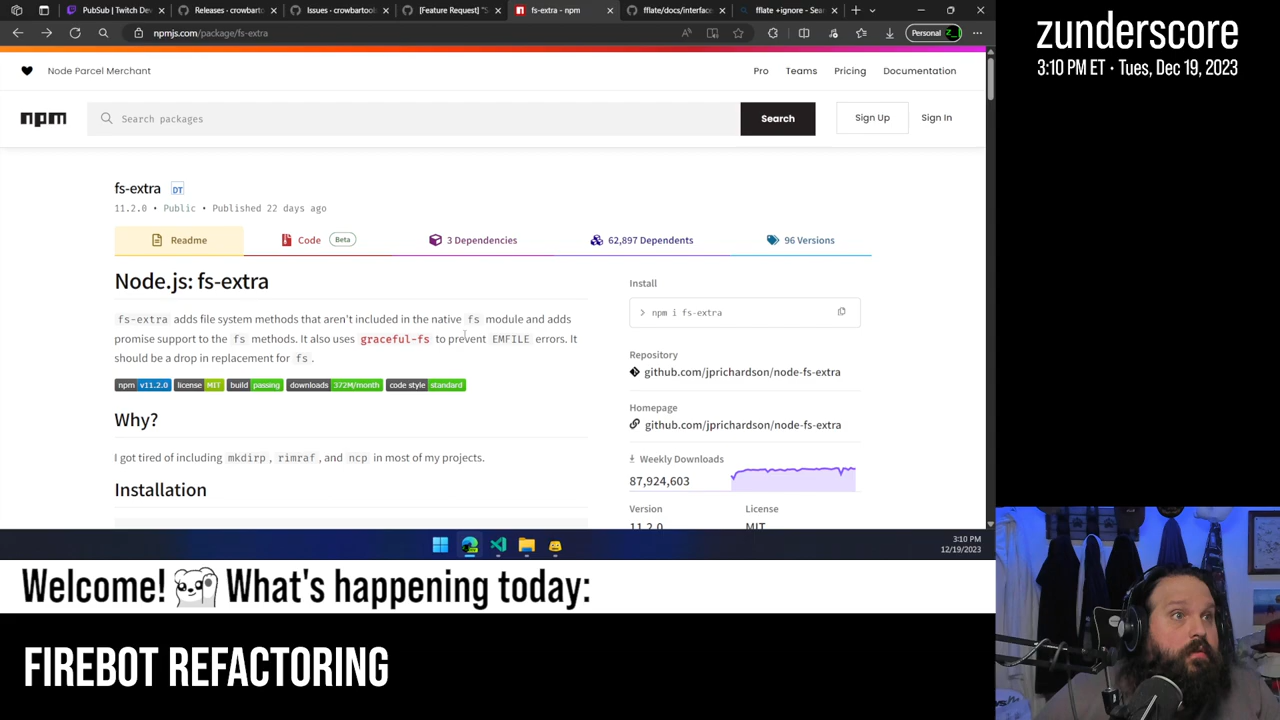 PubSub | Twitch Dev
Releases · crowbarto
Issues · crowbartools
[Feature Request] "S
fs-extra - npm
fflate/docs/interface
fflate +ignore - Sea
npmjs.com/package/fs-extra
Personal
Node Parcel Merchant
Pro
Teams
Pricing
Documentation
npm
Search packages
Search
Sign Up
Sign In
fs-extra DT
11.2.0 • Public • Published 22 days ago
Readme
Code Beta
3 Dependencies
62,897 Dependents
96 Versions
Node.js: fs-extra
fs-extra adds file system methods that aren't included in the native fs module and adds
promise support to the fs methods. It also uses graceful-fs to prevent EMFILE errors. It
should be a drop in replacement for fs.
npm v11.2.0 license MIT build passing downloads 372M/month code style standard
Why?
I got tired of including mkdirp, rimraf, and ncp in most of my projects.
Installation
Install
> npm i fs-extra
Repository
github.com/jprichardson/node-fs-extra
Homepage
github.com/jprichardson/node-fs-extra
Weekly Downloads
87,924,603
Version
License
11.2.0
MIT
3:10 PM
12/19/2023
zunderscore
3:10 PM ET • Tues, Dec 19, 2023
Welcome! What's happening today:
FIREBOT REFACTORING